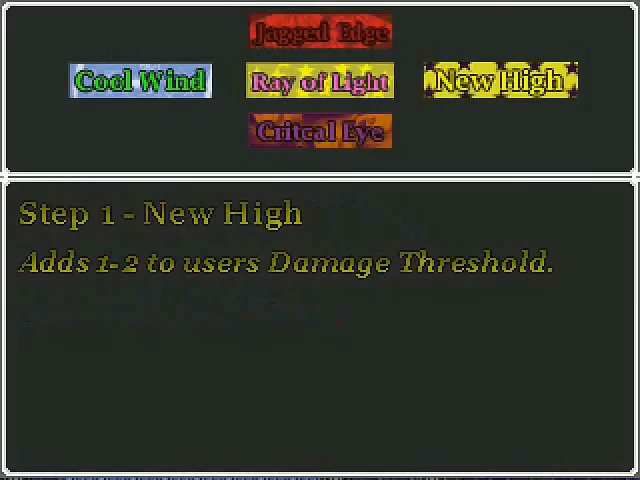 Jagged Edge
Cool Wind Ray of Light New High
Critcal Eye
Step 1 - New High
Adds 1-2 to users Damage Threshold.